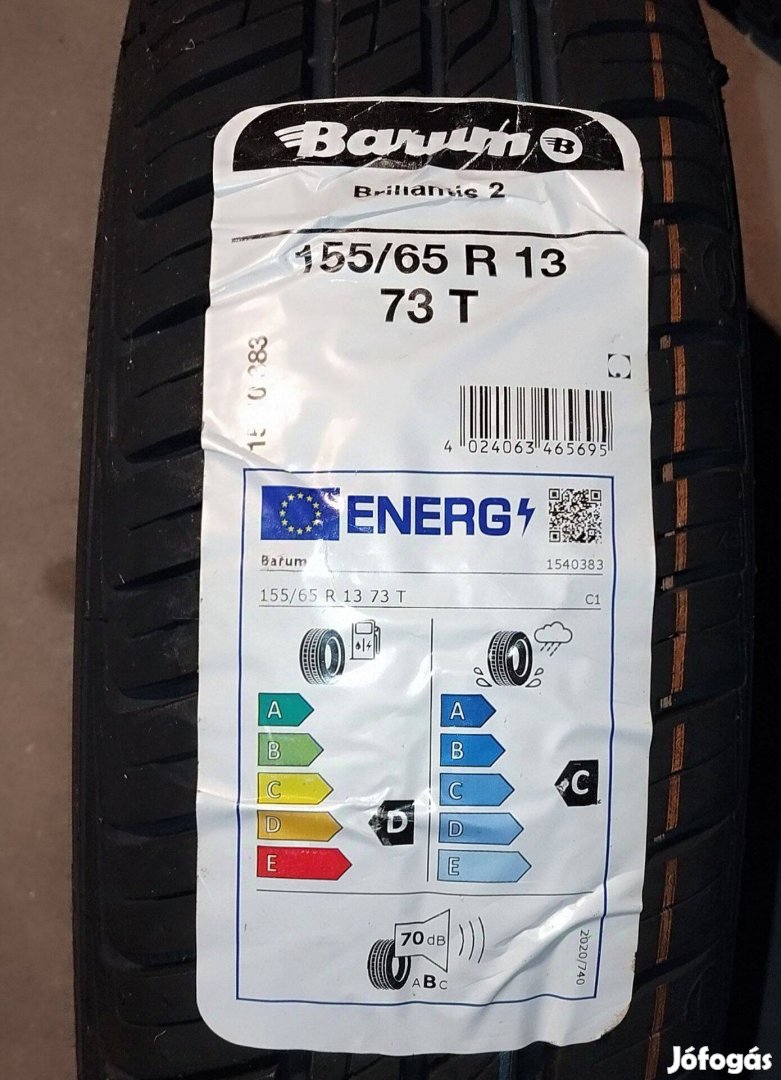 Barum B
Brillantis 2
155/65 R 13
73 T
4 024063 465695
ENERG
Barum
1540383
155/65 R 13 73 T
C1
A
B
C
D
E
D
A
B
C
D
E
C
70 dB
ABC
2020/740
Jófogás